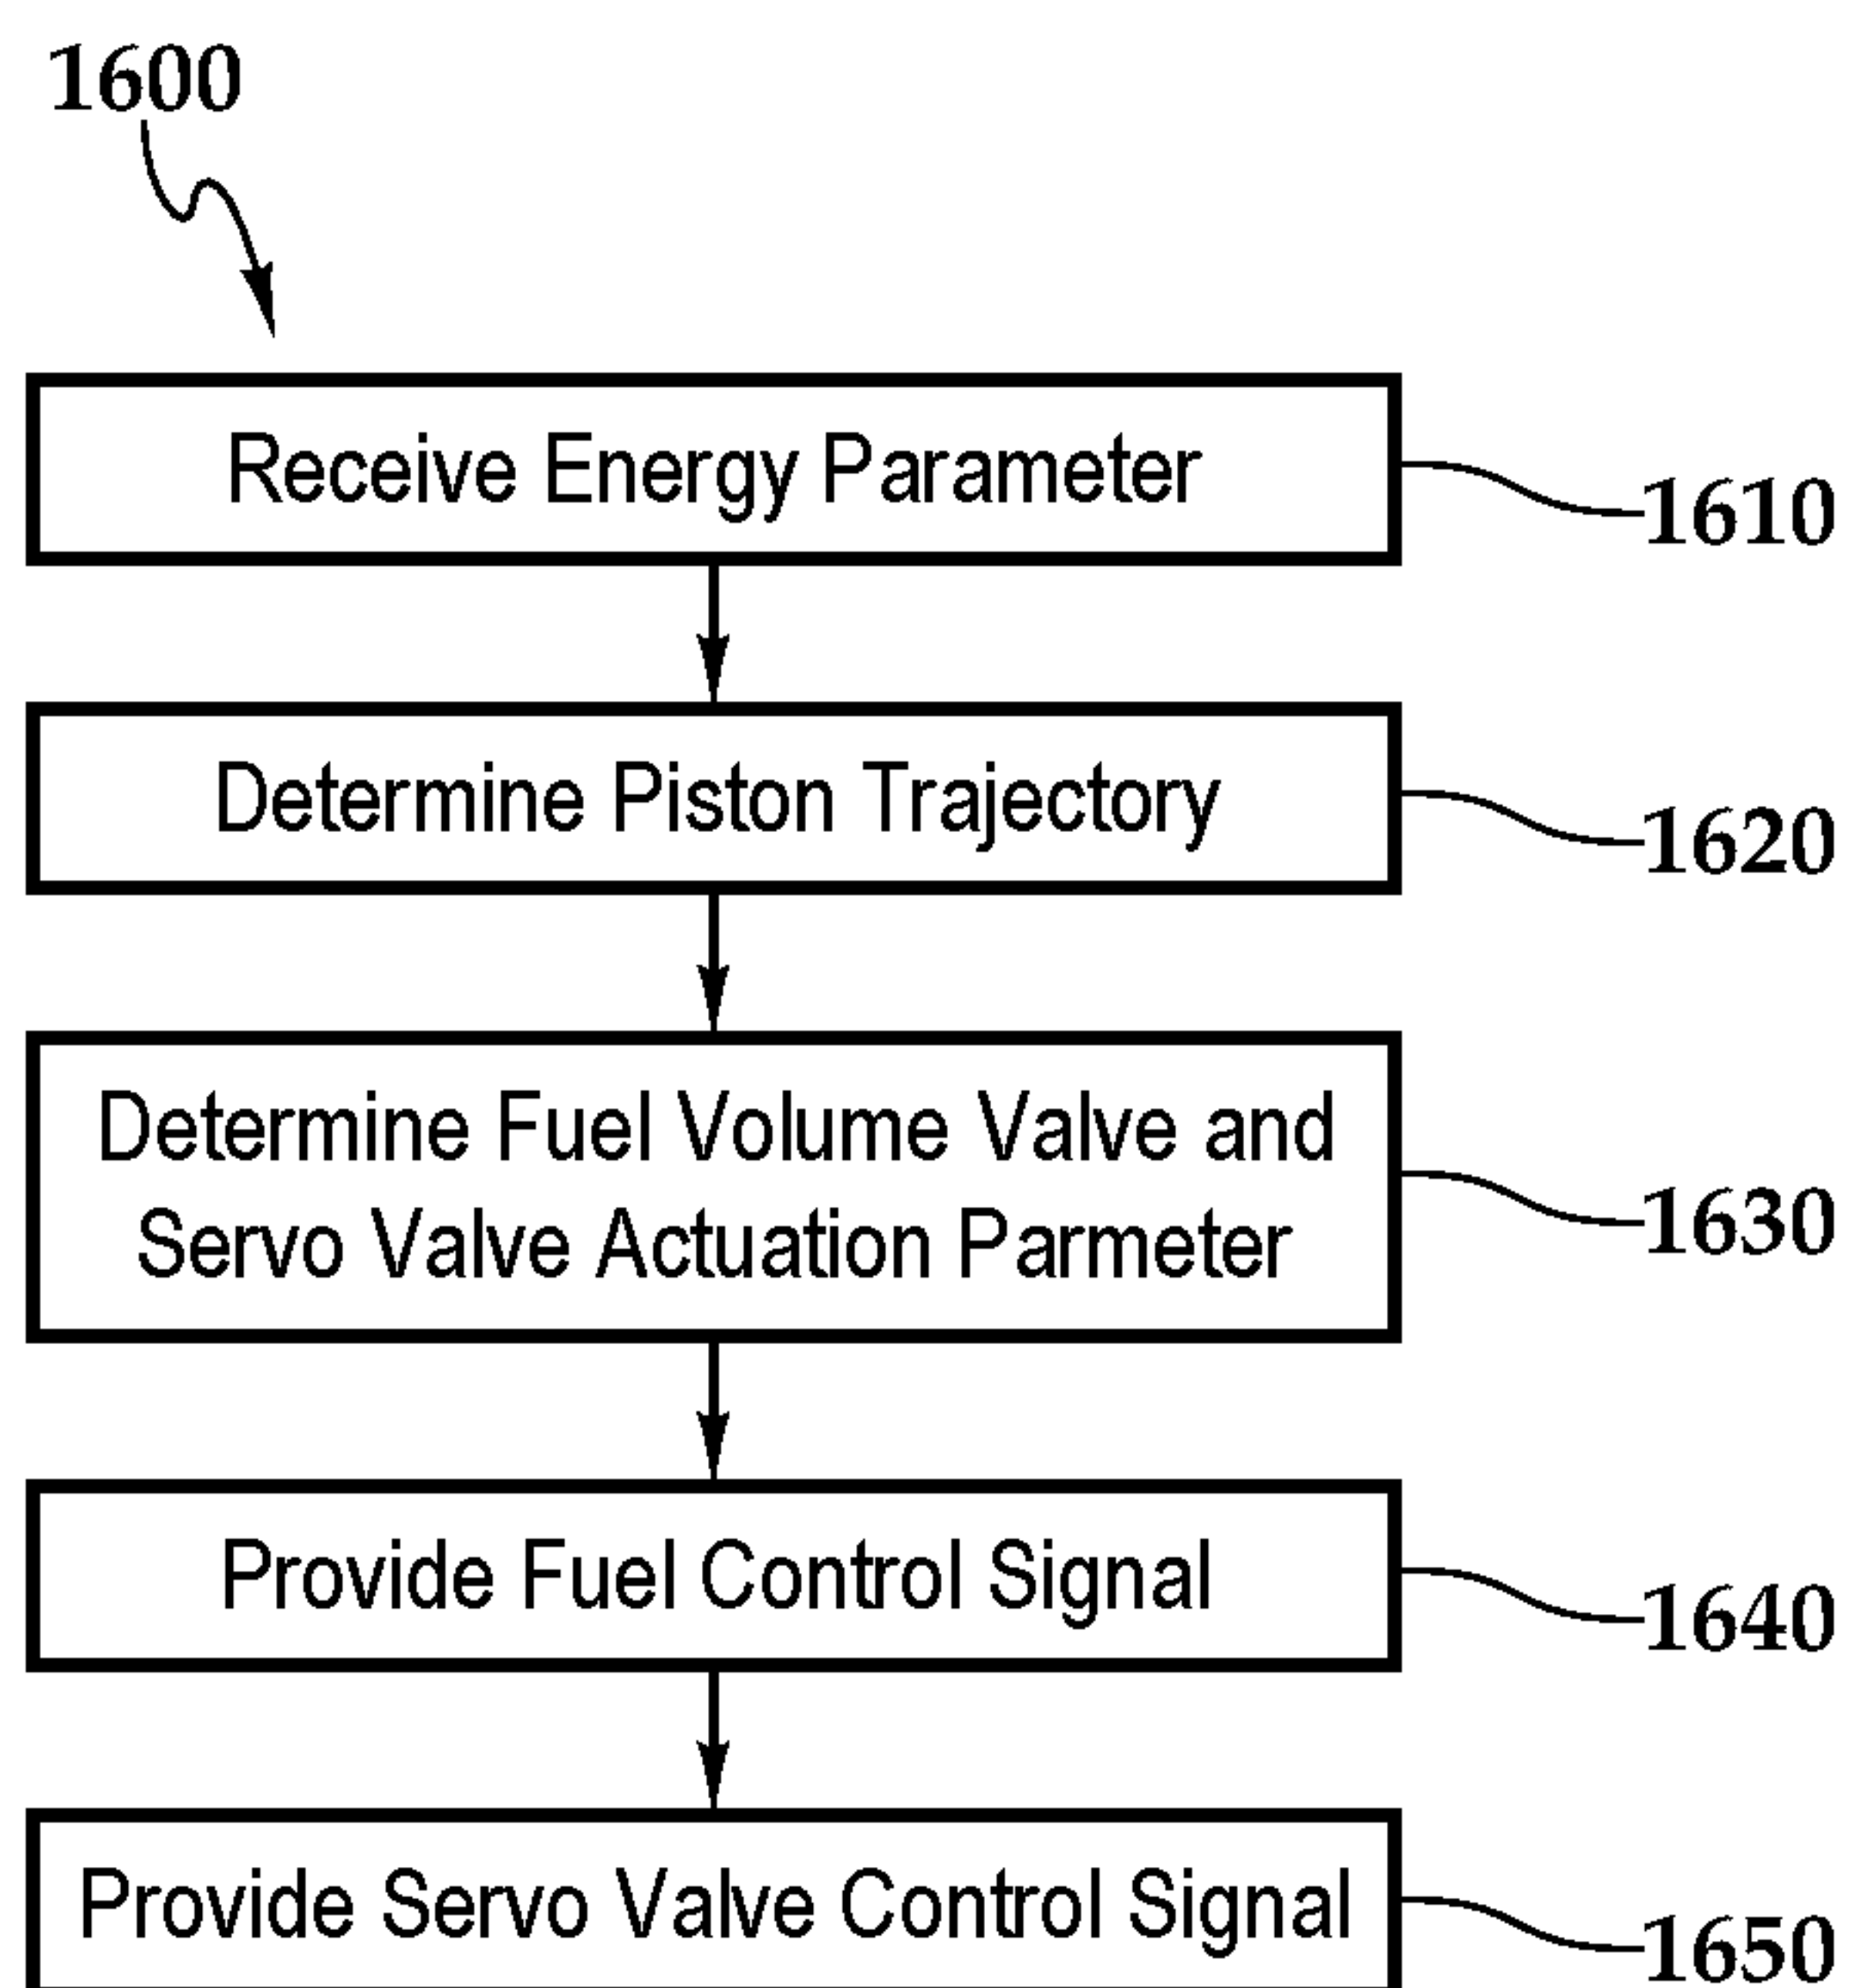 1600
Receive Energy Parameter
1610
Determine Piston Trajectory
1620
Determine Fuel Volume Valve and
Servo Valve Actuation Parmeter
1630
Provide Fuel Control Signal
1640
Provide Servo Valve Control Signal
1650